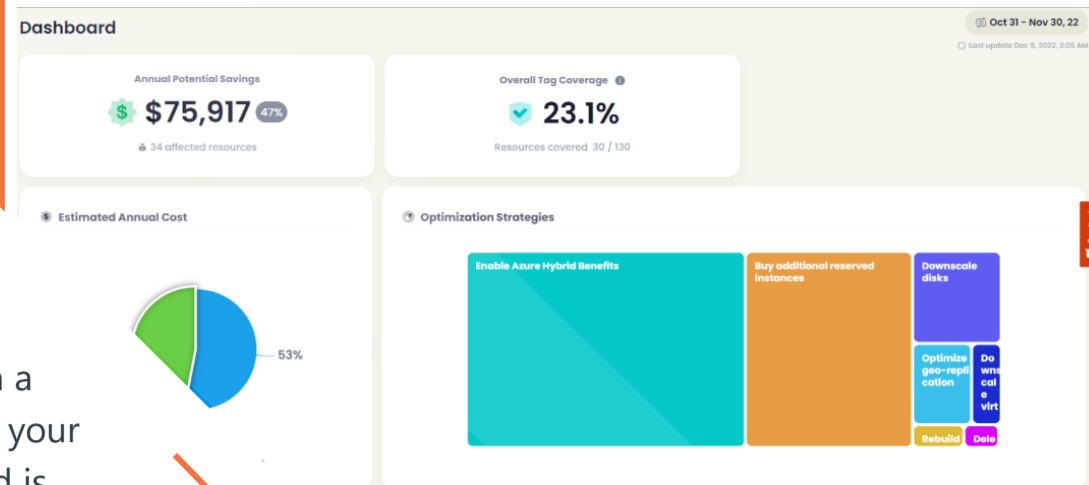 Dashboard
Oct 31 - Nov 30, 22
Last update Dec 6, 2022, 3:05 AM
Annual Potential Savings
$ $75,917 47%
34 affected resources
Overall Tag Coverage
23.1%
Resources covered 30 / 130
Estimated Annual Cost
53%
Optimization Strategies
Enable Azure Hybrid Benefits
Buy additional reserved
instances
Downscale
disks
Optimize
geo-repli
cation
Do
wns
cal
e
virt
Rebuild
Dele
a
your
is